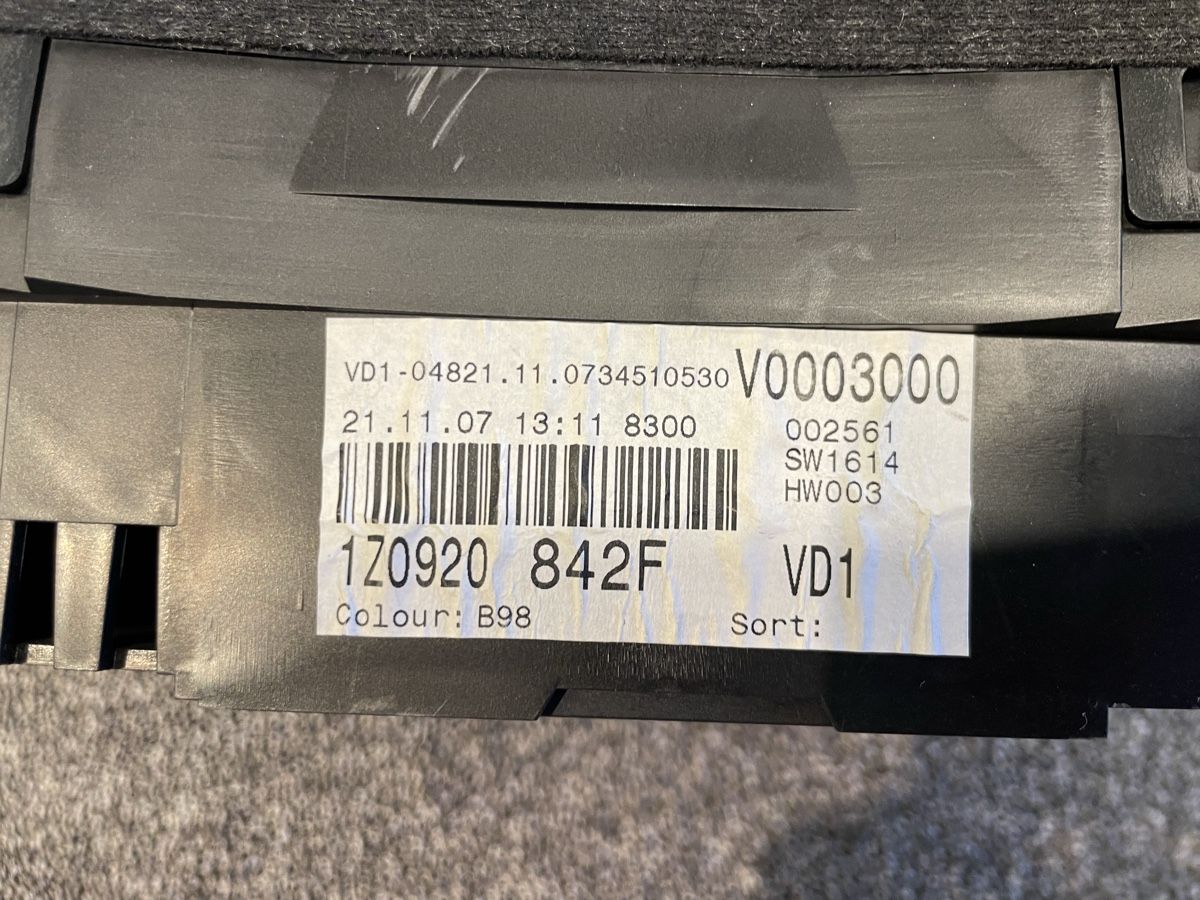 VD1-04821.11.0734510530 V0003000
21.11.07 13:11 8300 002561
SW1614
HW003
1Z0920 842F VD1
Colour: B98 Sort: